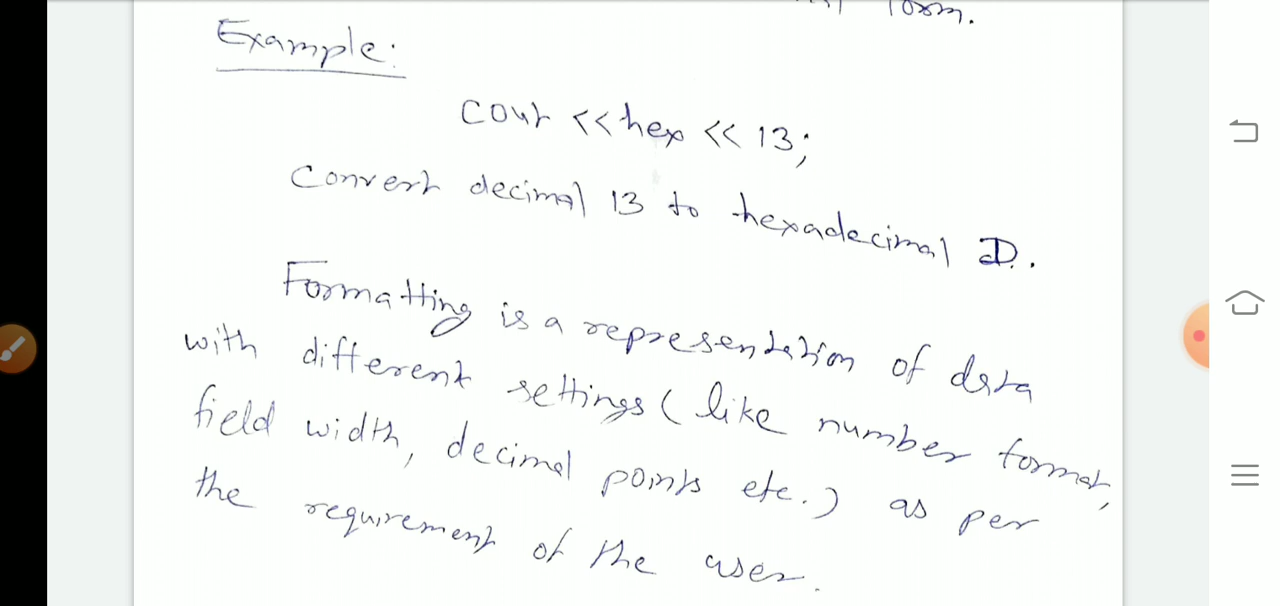 form.
Example:
cout <<hex << 13;
Convert decimal 13 to hexadecimal D.
Formatting is a representation of data
with different settings (like number format,
field width, decimal points etc.) as per
the requirement of the user.